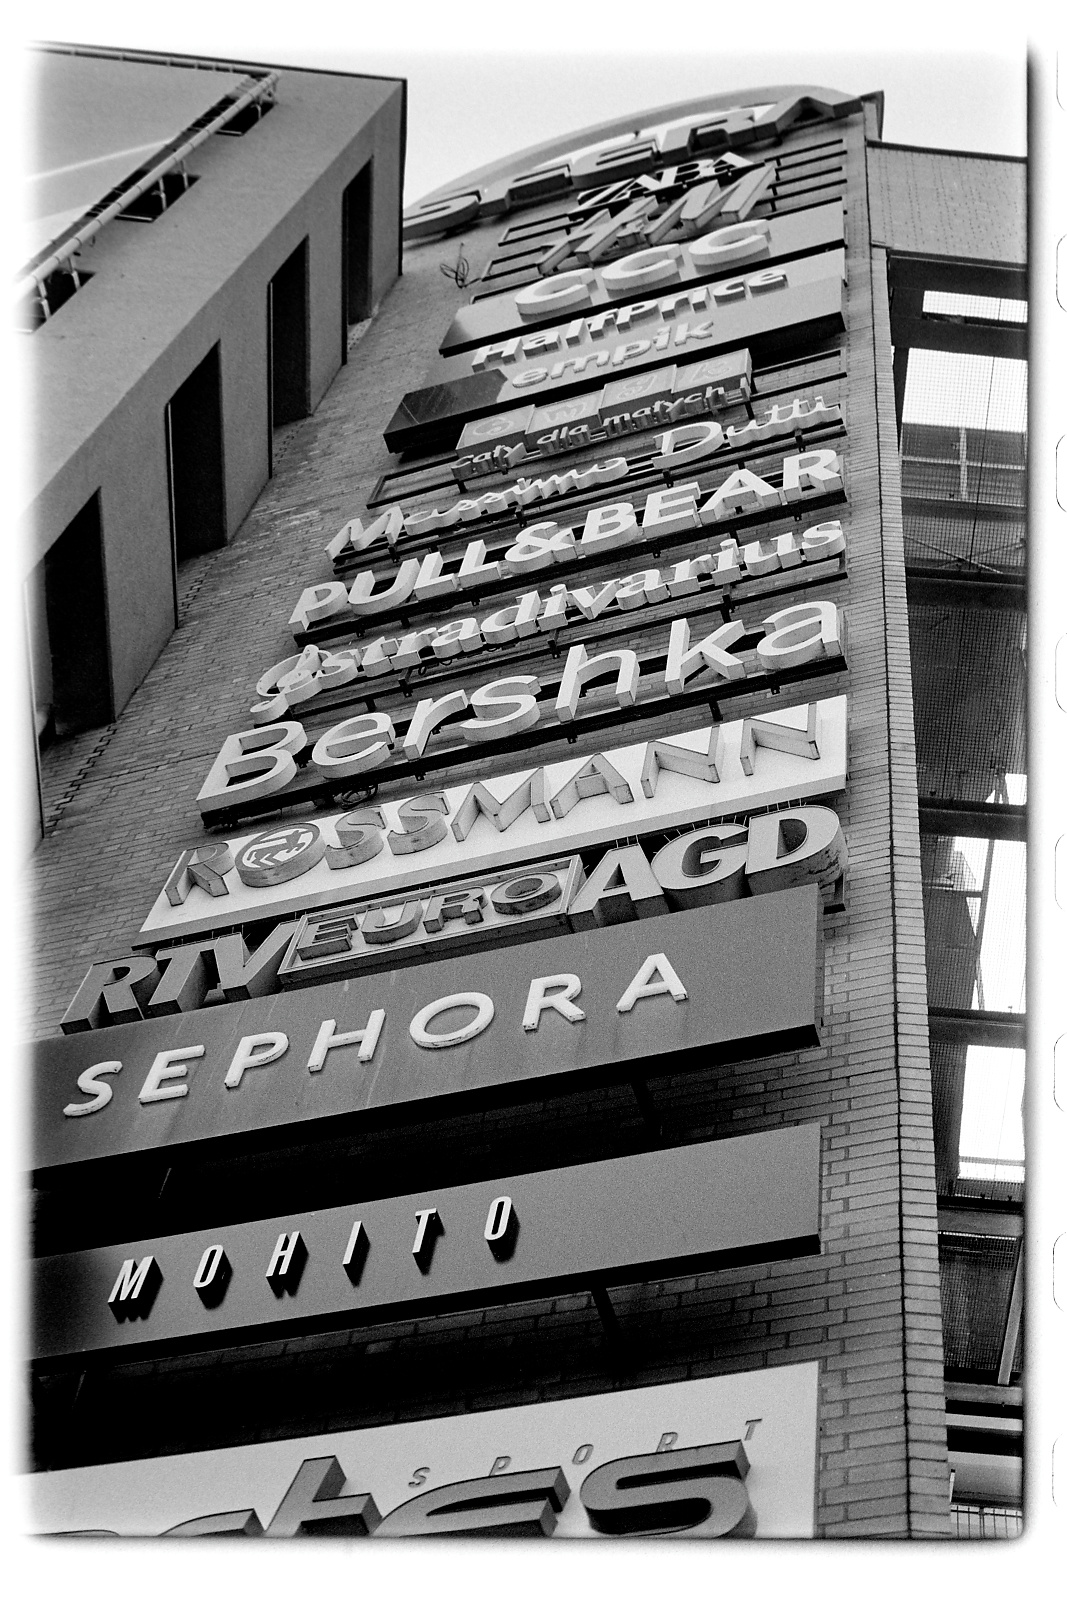 SFERA
ZARA
H&M
CCC
HalfPrice
empik
Cały dla małych
Massimo Dutti
PULL&BEAR
Stradivarius
Bershka
ROSSMANN
RTV EURO AGD
SEPHORA
MOHITO
SPORT